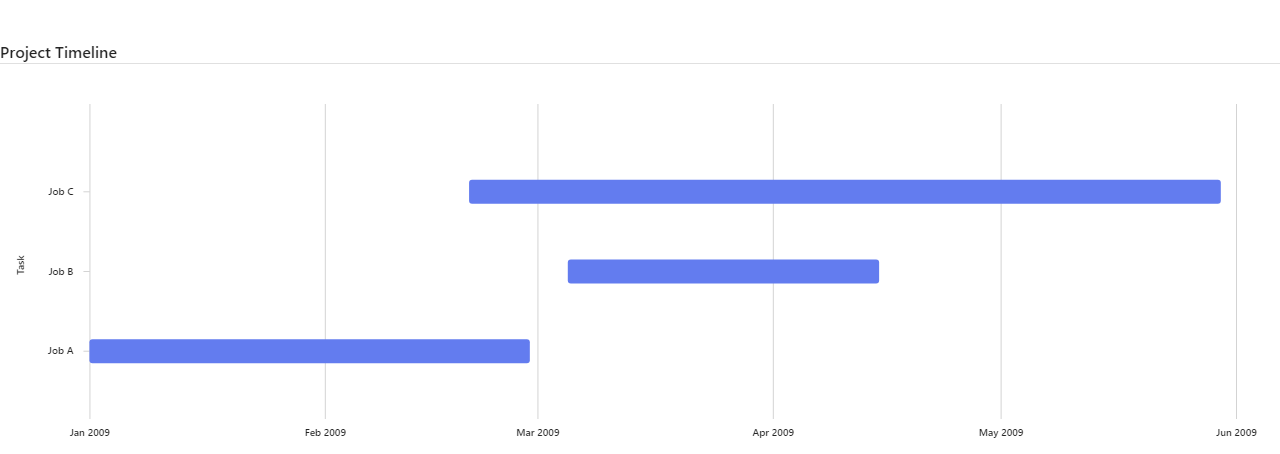 Project Timeline
Job C
Job B
Job A
Task
Jan 2009
Feb 2009
Mar 2009
Apr 2009
May 2009
Jun 2009